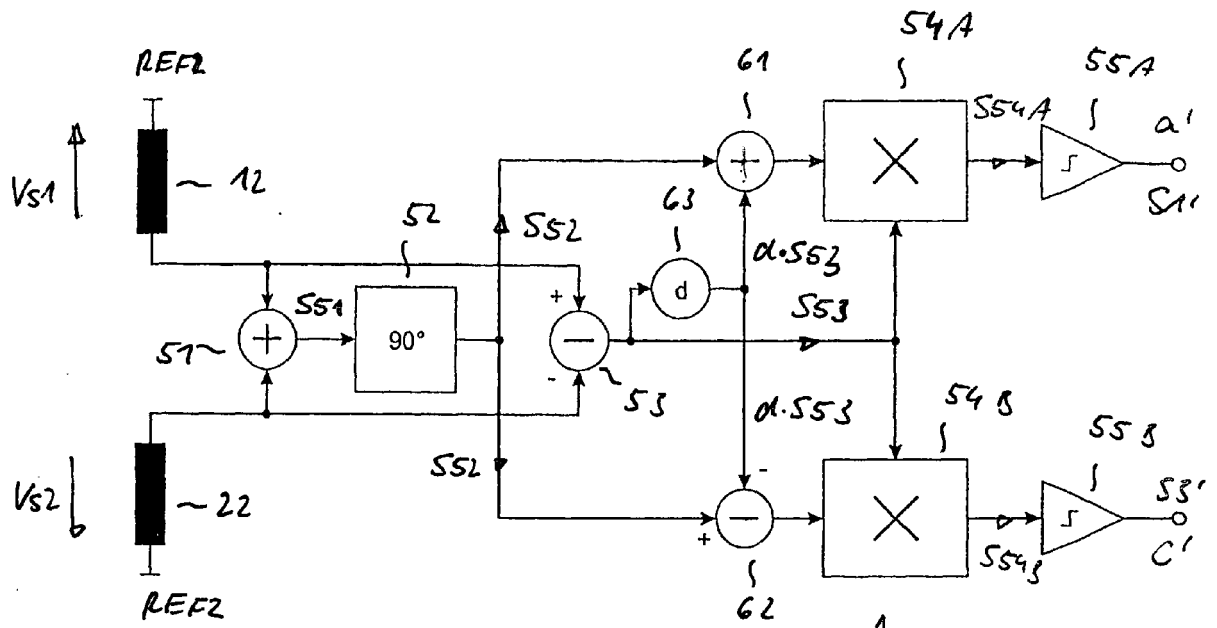 54A
REF2
61
55A
S54A
a'
Vs1
12
+
×
S1'
52
63
S52
d·S53
S51
+
d
S53
51
+
90°
−
-
53
d·S53
54B
55B
S52
-
Vs2
22
+
−
×
S3'
S54B
C'
REF2
62